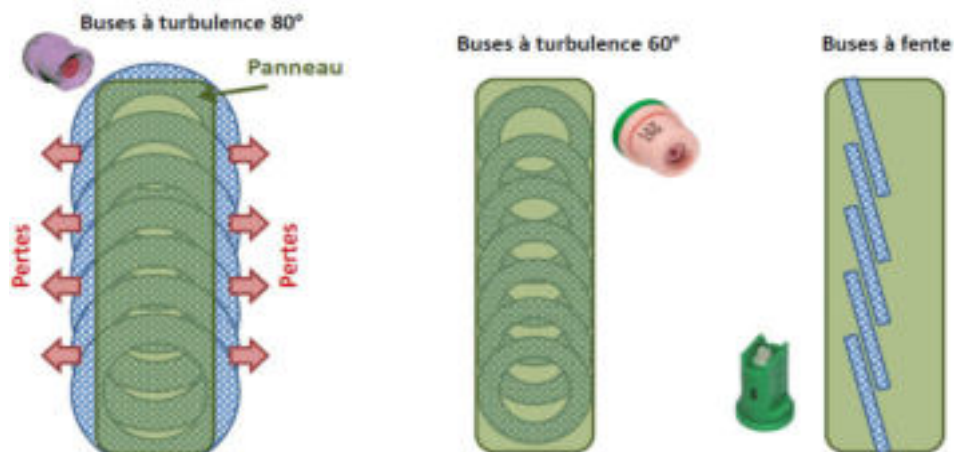 Buses à turbulence 80°
Panneau
Pertes
Pertes
Buses à turbulence 60°
Buses à fente